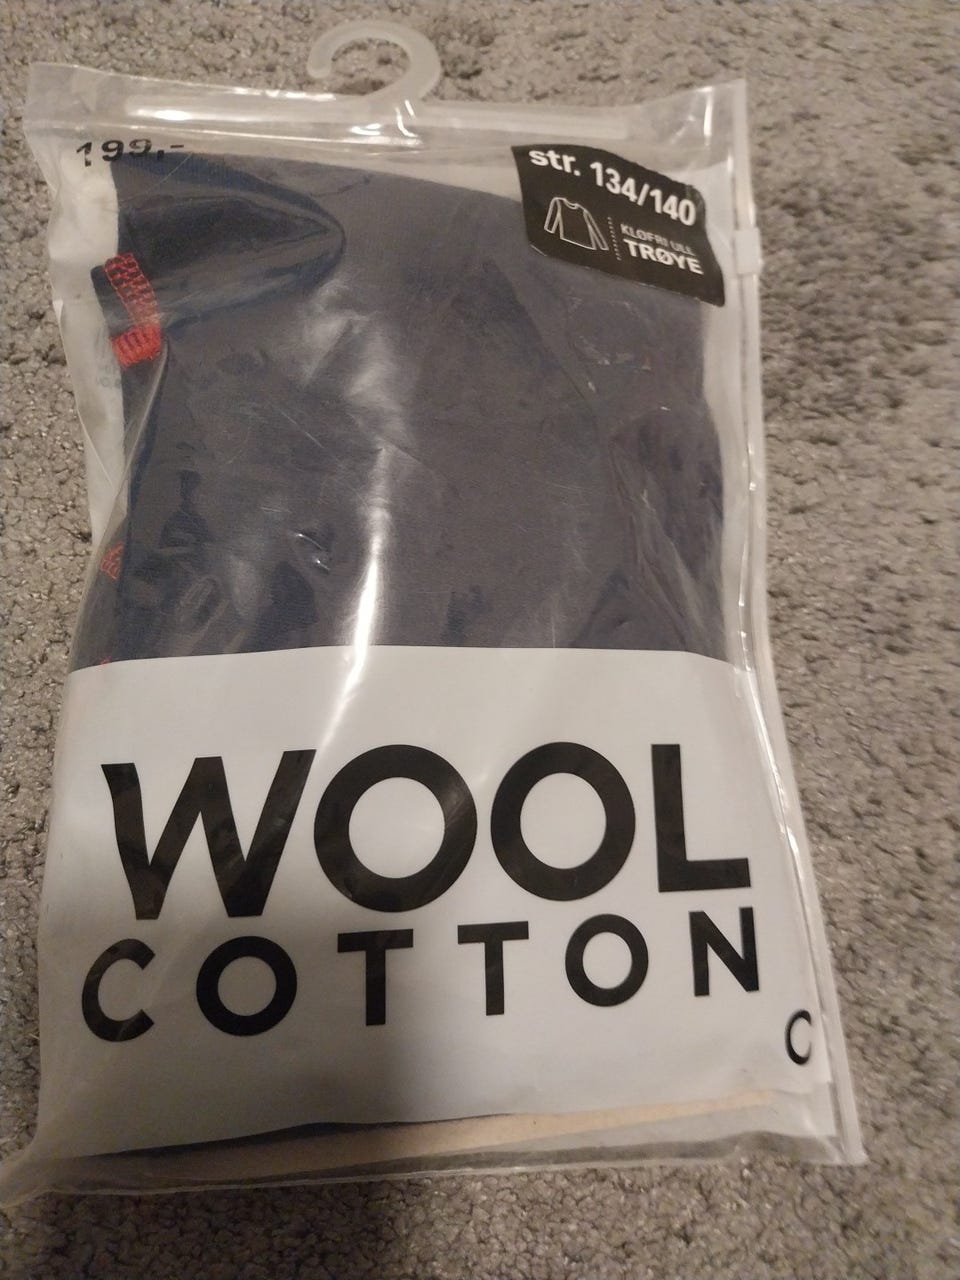 199,-
str. 134/140
KLØFRI ULL
TRØYE
WOOL
COTTON
C